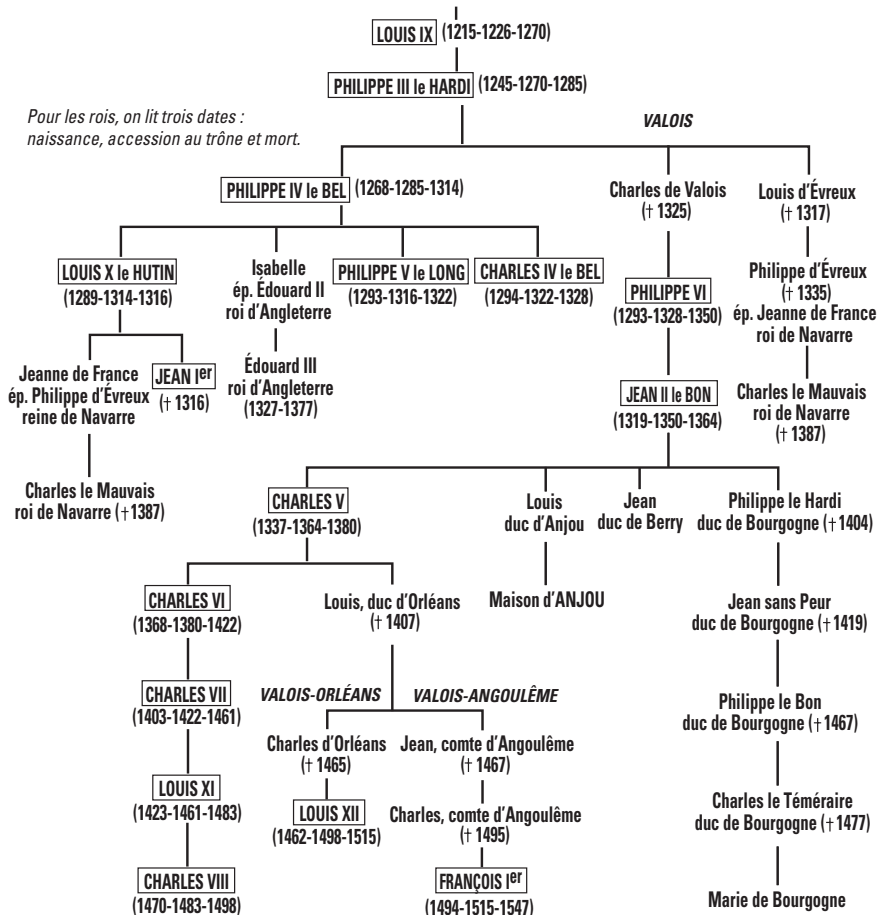 LOUIS IX (1215-1226-1270)
PHILIPPE III le HARDI (1245-1270-1285)
Pour les rois, on lit trois dates :
naissance, accession au trône et mort.
VALOIS
PHILIPPE IV le BEL (1268-1285-1314)
Charles de Valois
(† 1325)
Louis d'Évreux
(† 1317)
LOUIS X le HUTIN
(1289-1314-1316)
Isabelle
ép. Édouard II
roi d'Angleterre
PHILIPPE V le LONG
(1293-1316-1322)
CHARLES IV le BEL
(1294-1322-1328)
PHILIPPE VI
(1293-1328-1350)
Philippe d'Évreux
(† 1335)
ép. Jeanne de France
roi de Navarre
Jeanne de France
ép. Philippe d'Évreux
reine de Navarre
JEAN Ier
(† 1316)
Édouard III
roi d'Angleterre
(1327-1377)
JEAN II le BON
(1319-1350-1364)
Charles le Mauvais
roi de Navarre
(† 1387)
Charles le Mauvais
roi de Navarre (†1387)
CHARLES V
(1337-1364-1380)
Louis
duc d'Anjou
Jean
duc de Berry
Philippe le Hardi
duc de Bourgogne (†1404)
CHARLES VI
(1368-1380-1422)
Louis, duc d'Orléans
(† 1407)
Maison d'ANJOU
Jean sans Peur
duc de Bourgogne (†1419)
CHARLES VII
(1403-1422-1461)
VALOIS-ORLÉANS
VALOIS-ANGOULÊME
Philippe le Bon
duc de Bourgogne (†1467)
Charles d'Orléans
(† 1465)
Jean, comte d'Angoulême
(† 1467)
LOUIS XI
(1423-1461-1483)
LOUIS XII
(1462-1498-1515)
Charles, comte d'Angoulême
(† 1495)
Charles le Téméraire
duc de Bourgogne (†1477)
CHARLES VIII
(1470-1483-1498)
FRANÇOIS Ier
(1494-1515-1547)
Marie de Bourgogne